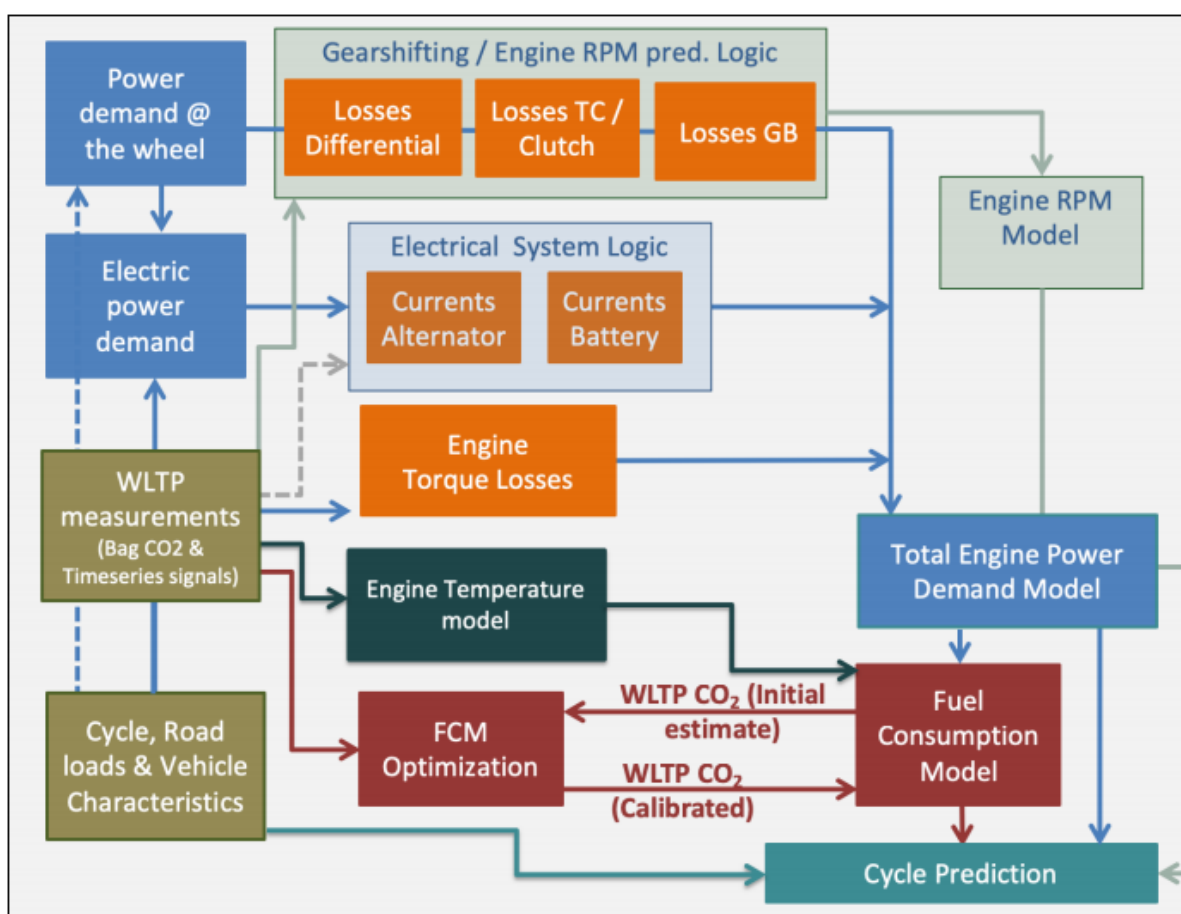 Power
demand @
the wheel
Gearshifting / Engine RPM pred. Logic
Losses
Differential
Losses TC /
Clutch
Losses GB
Engine RPM
Model
Electric
power
demand
Electrical System Logic
Currents
Alternator
Currents
Battery
Engine
Torque Losses
WLTP
measurements
(Bag CO2 &
Timeseries signals)
Total Engine Power
Demand Model
Engine Temperature
model
Cycle, Road
loads & Vehicle
Characteristics
FCM
Optimization
WLTP CO₂ (Initial
estimate)
WLTP CO₂
(Calibrated)
Fuel
Consumption
Model
Cycle Prediction